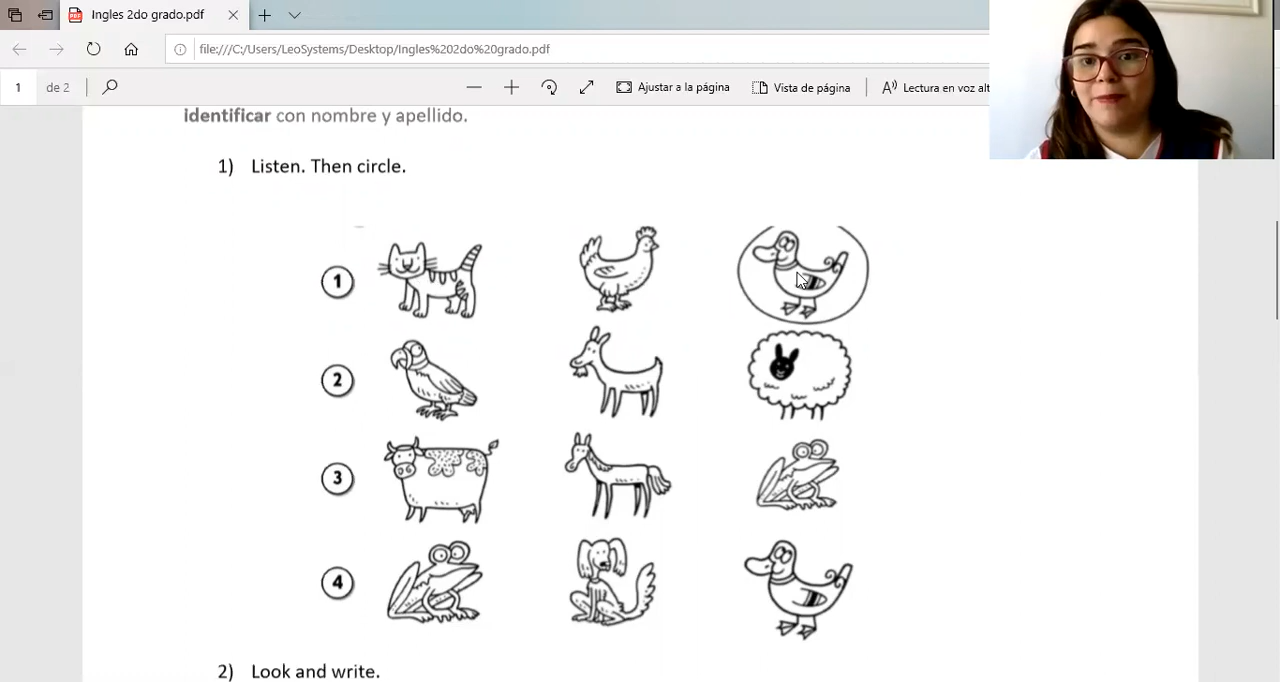 Ingles 2do grado.pdf
file:///C:/Users/LeoSystems/Desktop/Ingles%202do%20grado.pdf
1 de 2 Ajustar a la página Vista de página Lectura en voz alt
identificar con nombre y apellido.
1) Listen. Then circle.
1
2
3
4
2) Look and write.